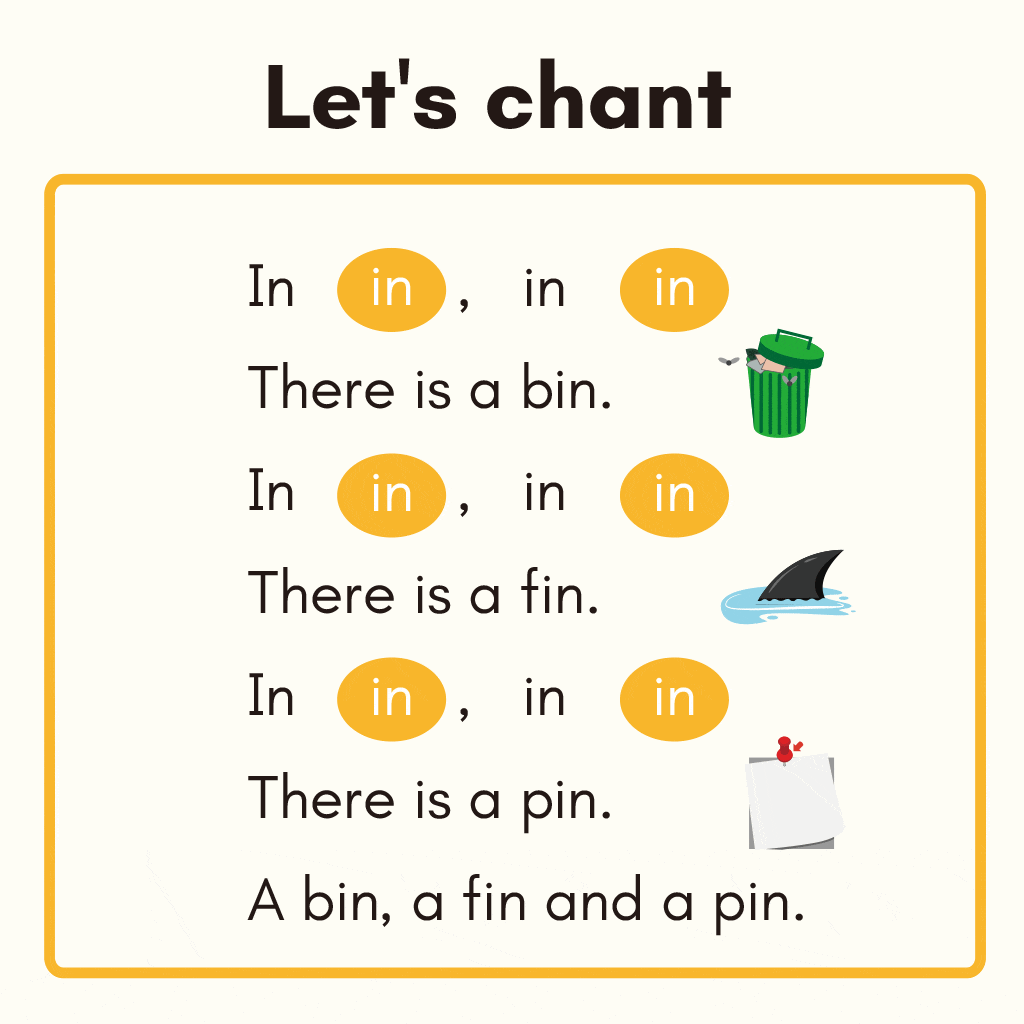 Let's chant
In in, in in
There is a bin.
In in, in in
There is a fin.
In in, in in
There is a pin.
A bin, a fin and a pin.